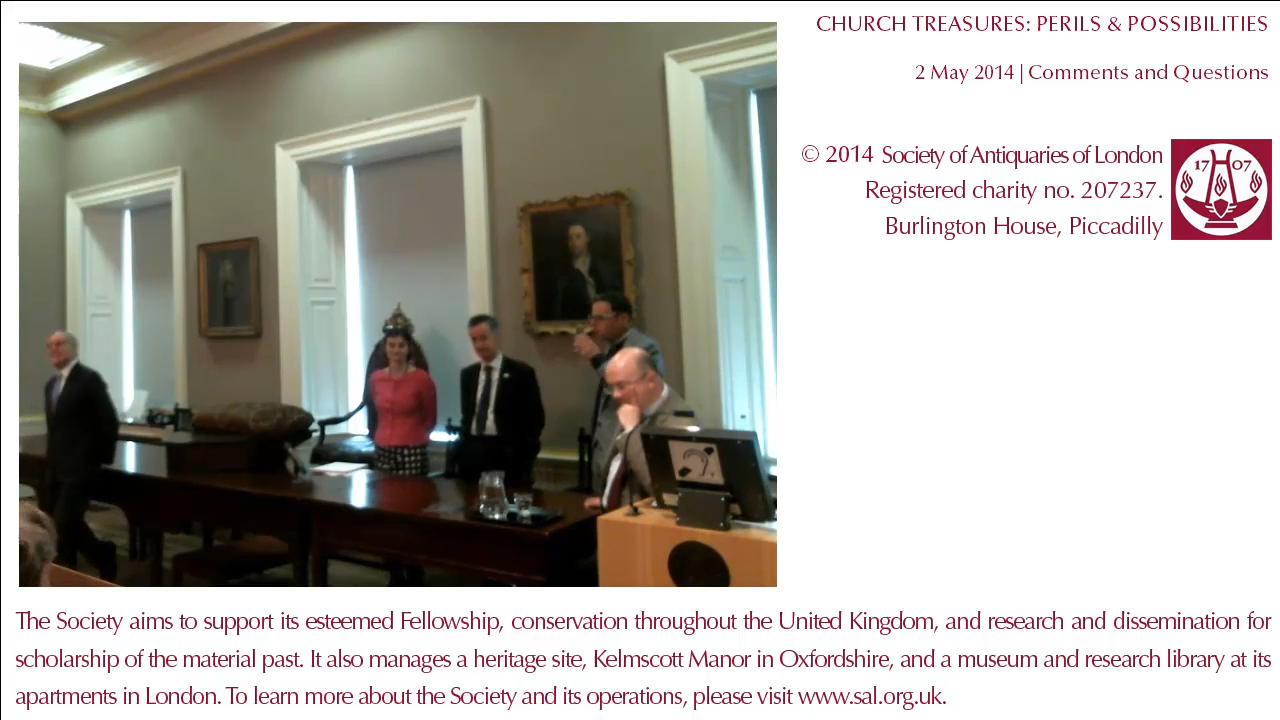 CHURCH TREASURES: PERILS & POSSIBILITIES
2 May 2014 | Comments and Questions
© 2014 Society of Antiquaries of London
Registered charity no. 207237.
Burlington House, Piccadilly
17 07
The Society aims to support its esteemed Fellowship, conservation throughout the United Kingdom, and research and dissemination for
scholarship of the material past. It also manages a heritage site, Kelmscott Manor in Oxfordshire, and a museum and research library at its
apartments in London. To learn more about the Society and its operations, please visit www.sal.org.uk.